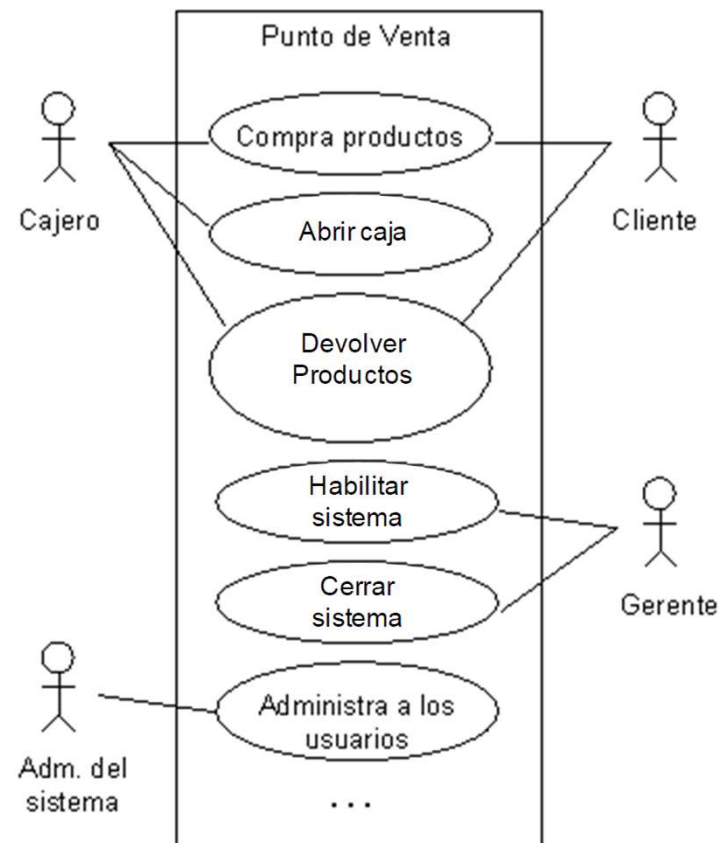 Punto de Venta
Compra productos
Cajero
Cliente
Abrir caja
Devolver
Productos
Habilitar
sistema
Cerrar
sistema
Gerente
Administra a los
usuarios
Adm. del
sistema
...